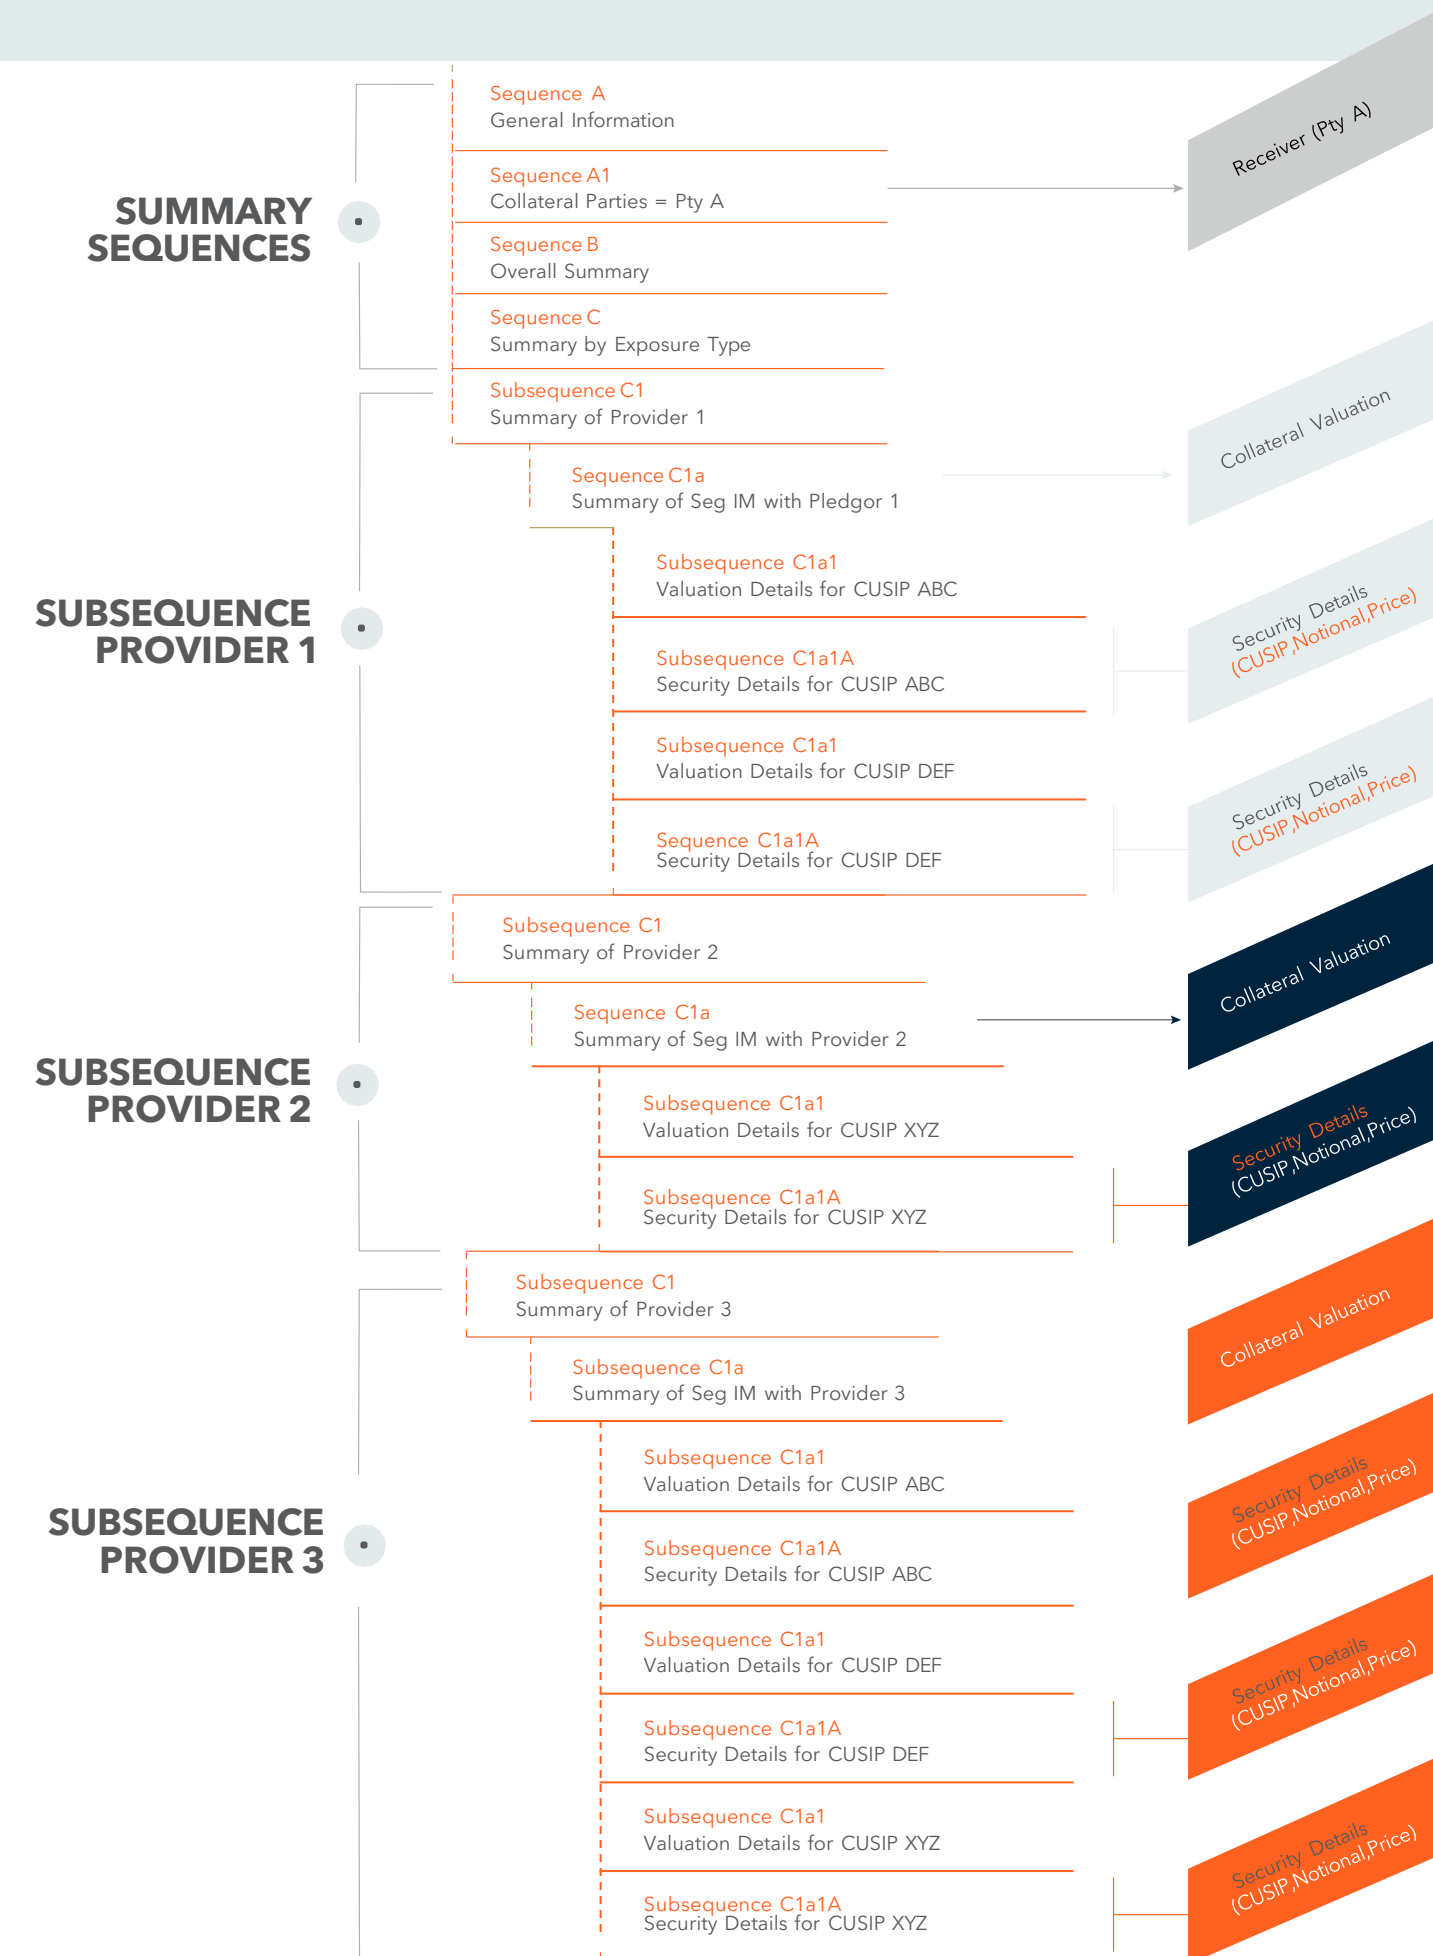 SUMMARY
SEQUENCES
Sequence A
General Information
Sequence A1
Collateral Parties = Pty A
Receiver (Pty A)
Sequence B
Overall Summary
Sequence C
Summary by Exposure Type
SUBSEQUENCE
PROVIDER 1
Subsequence C1
Summary of Provider 1
Sequence C1a
Summary of Seg IM with Pledgor 1
Collateral Valuation
Subsequence C1a1
Valuation Details for CUSIP ABC
Subsequence C1a1A
Security Details for CUSIP ABC
Security Details
(CUSIP,Notional,Price)
Subsequence C1a1
Valuation Details for CUSIP DEF
Sequence C1a1A
Security Details for CUSIP DEF
Security Details
(CUSIP,Notional,Price)
SUBSEQUENCE
PROVIDER 2
Subsequence C1
Summary of Provider 2
Sequence C1a
Summary of Seg IM with Provider 2
Collateral Valuation
Subsequence C1a1
Valuation Details for CUSIP XYZ
Subsequence C1a1A
Security Details for CUSIP XYZ
Security Details
(CUSIP,Notional,Price)
SUBSEQUENCE
PROVIDER 3
Subsequence C1
Summary of Provider 3
Subsequence C1a
Summary of Seg IM with Provider 3
Collateral Valuation
Subsequence C1a1
Valuation Details for CUSIP ABC
Subsequence C1a1A
Security Details for CUSIP ABC
Security Details
(CUSIP,Notional,Price)
Subsequence C1a1
Valuation Details for CUSIP DEF
Subsequence C1a1A
Security Details for CUSIP DEF
Security Details
(CUSIP,Notional,Price)
Subsequence C1a1
Valuation Details for CUSIP XYZ
Subsequence C1a1A
Security Details for CUSIP XYZ
Security Details
(CUSIP,Notional,Price)